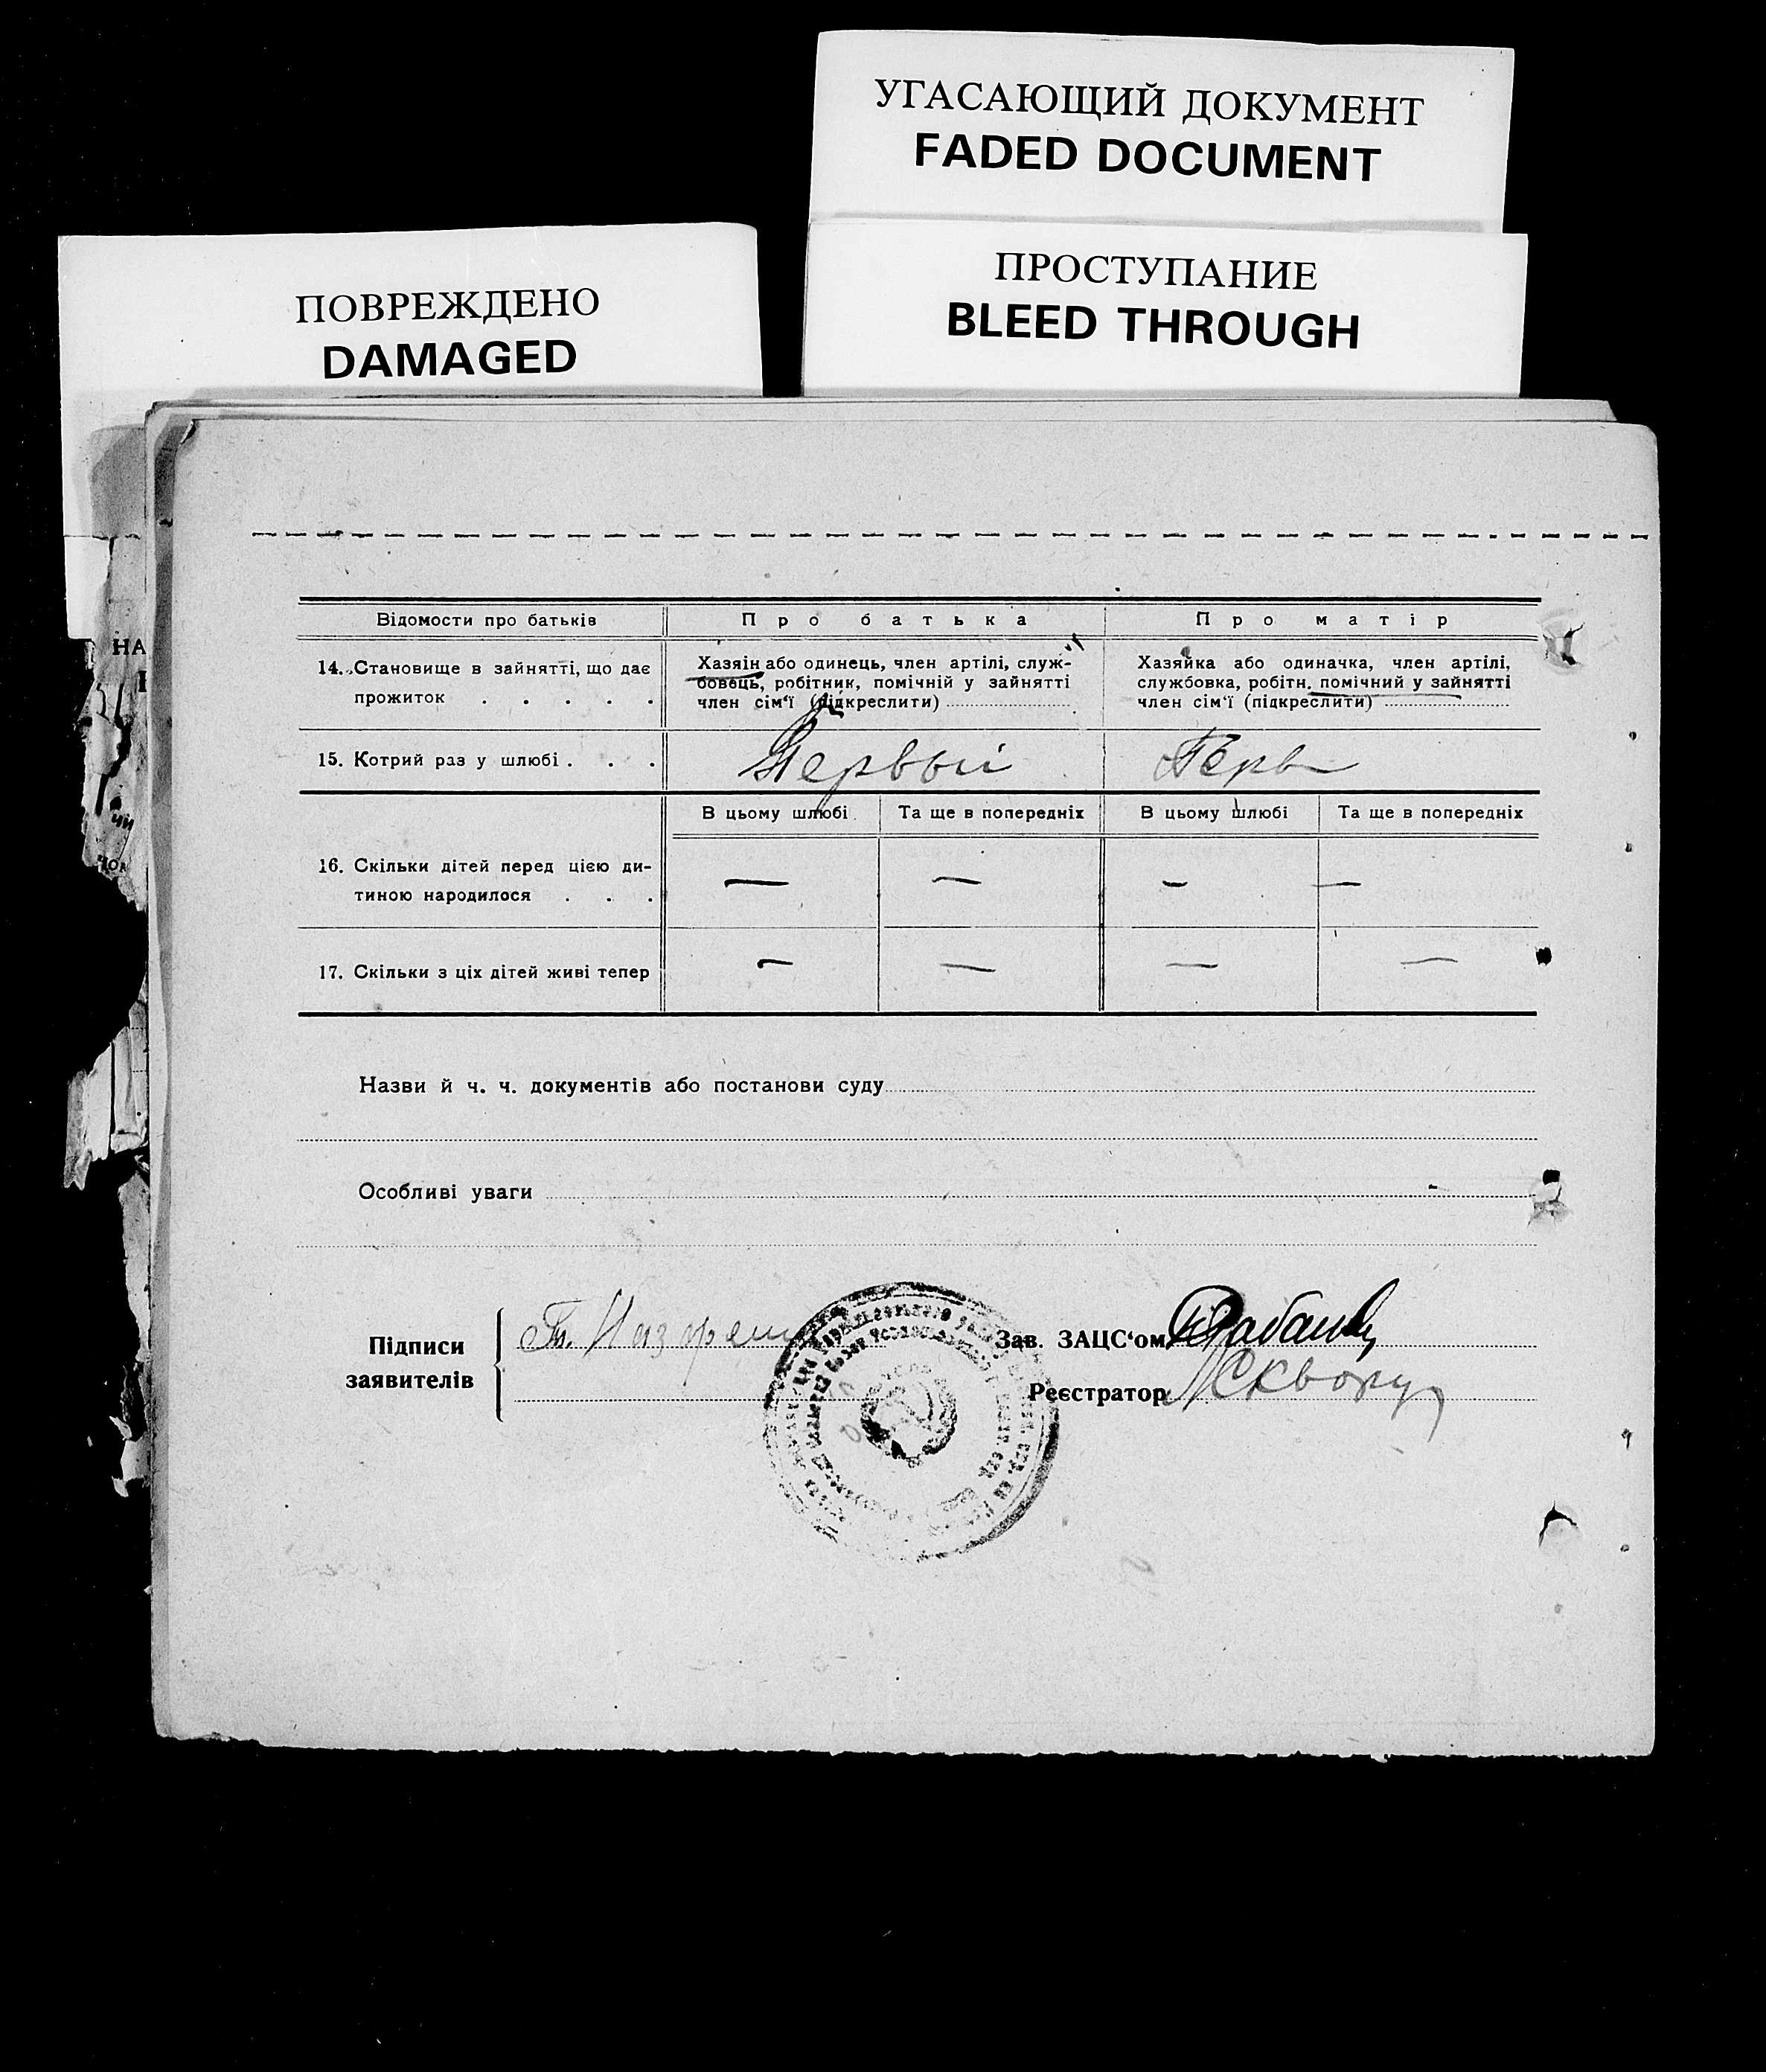 УГАСАЮЩИЙ ДОКУМЕНТ
FADED DOCUMENT
ПРОСТУПАНИЕ
BLEED THROUGH
ПОВРЕЖДЕНО
DAMAGED
НА
Відомости про батьків
Про батька
Про матір
14. Становище в зайнятті, що дає
прожиток . . . . .
Хазяін або одинець, член артілі, служ-
бовець, робітник, помічній у зайнятті
член сім'ї (підкреслити)
Хазяйка або одиначка, член артілі,
службовка, робітн. помічний у зайнятті
член сім'ї (підкреслити)
15. Котрий раз у шлюбі . . .
Первый
Перв
В цьому шлюбі
Та ще в попередніх
В цьому шлюбі
Та ще в попередніх
16. Скільки дітей перед цією ди-
тиною народилося . . .
— — — —
17. Скільки з ціх дітей живі тепер
— — — —
Назви й ч. ч. документів або постанови суду
Особливі уваги
Підписи
заявителів
Зав. ЗАЦС'ом
Реєстратор